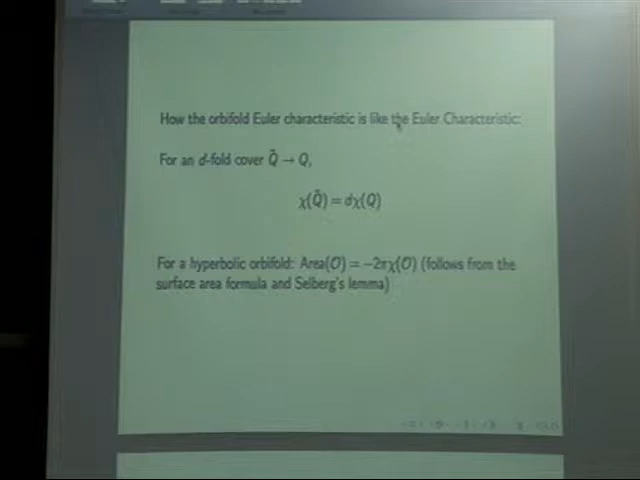 How the orbifold Euler characteristic is like the Euler Characteristic:
For an d-fold cover Q̃ → Q,
χ(Q̃) = dχ(Q)
For a hyperbolic orbifold: Area(O) = −2πχ(O) (follows from the
surface area formula and Selberg's lemma)